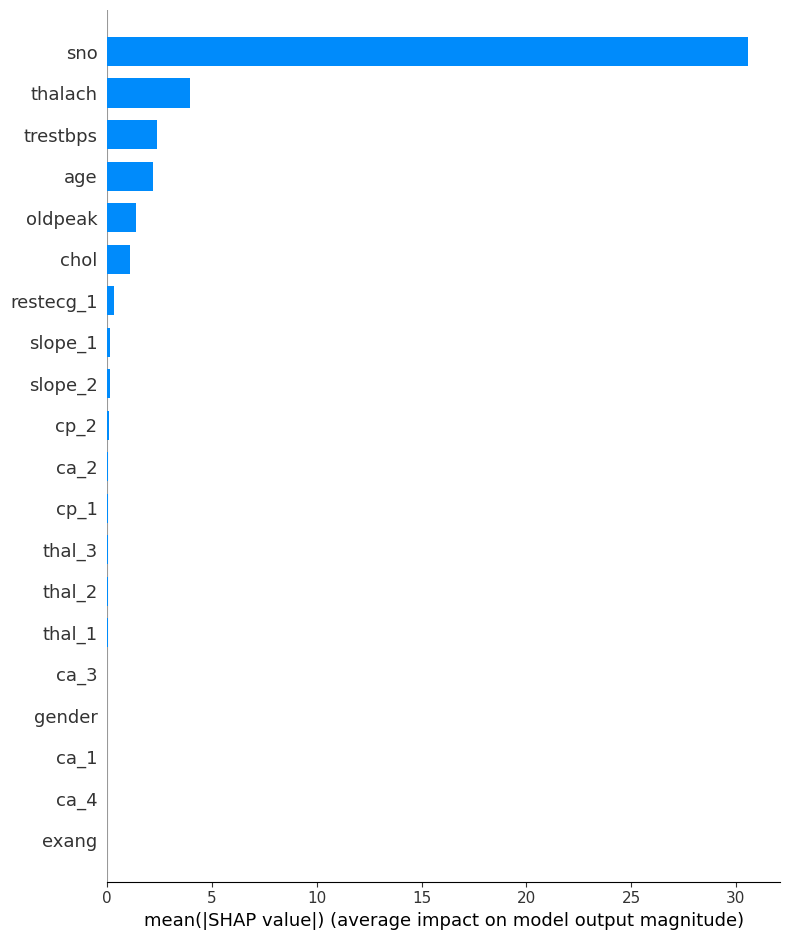 sno
thalach
trestbps
age
oldpeak
chol
restecg_1
slope_1
slope_2
cp_2
ca_2
cp_1
thal_3
thal_2
thal_1
ca_3
gender
ca_1
ca_4
exang
0 5 10 15 20 25 30
mean(|SHAP value|) (average impact on model output magnitude)